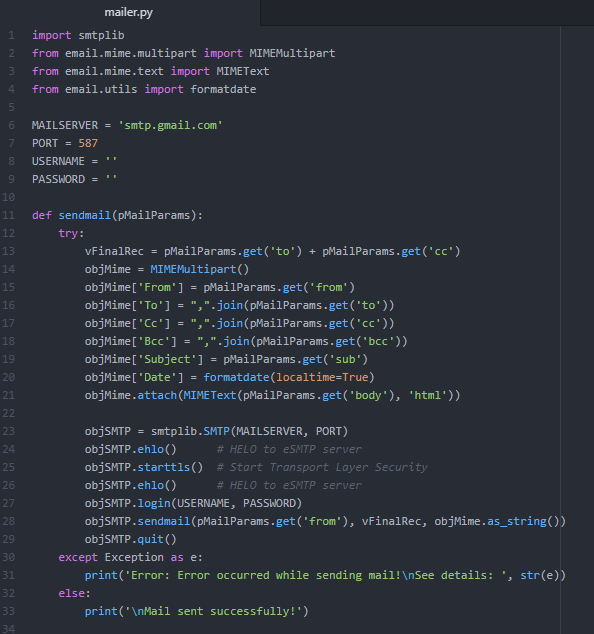 mailer.py
1 import smtplib
2 from email.mime.multipart import MIMEMultipart
3 from email.mime.text import MIMEText
4 from email.utils import formatdate
5
6 MAILSERVER = 'smtp.gmail.com'
7 PORT = 587
8 USERNAME = ''
9 PASSWORD = ''
10
11 def sendmail(pMailParams):
12     try:
13         vFinalRec = pMailParams.get('to') + pMailParams.get('cc')
14         objMime = MIMEMultipart()
15         objMime['From'] = pMailParams.get('from')
16         objMime['To'] = ",".join(pMailParams.get('to'))
17         objMime['Cc'] = ",".join(pMailParams.get('cc'))
18         objMime['Bcc'] = ",".join(pMailParams.get('bcc'))
19         objMime['Subject'] = pMailParams.get('sub')
20         objMime['Date'] = formatdate(localtime=True)
21         objMime.attach(MIMEText(pMailParams.get('body'), 'html'))
22
23         objSMTP = smtplib.SMTP(MAILSERVER, PORT)
24         objSMTP.ehlo()      # HELO to eSMTP server
25         objSMTP.starttls()  # Start Transport Layer Security
26         objSMTP.ehlo()      # HELO to eSMTP server
27         objSMTP.login(USERNAME, PASSWORD)
28         objSMTP.sendmail(pMailParams.get('from'), vFinalRec, objMime.as_string())
29         objSMTP.quit()
30     except Exception as e:
31         print('Error: Error occurred while sending mail!\nSee details: ', str(e))
32     else:
33         print('\nMail sent successfully!')
34